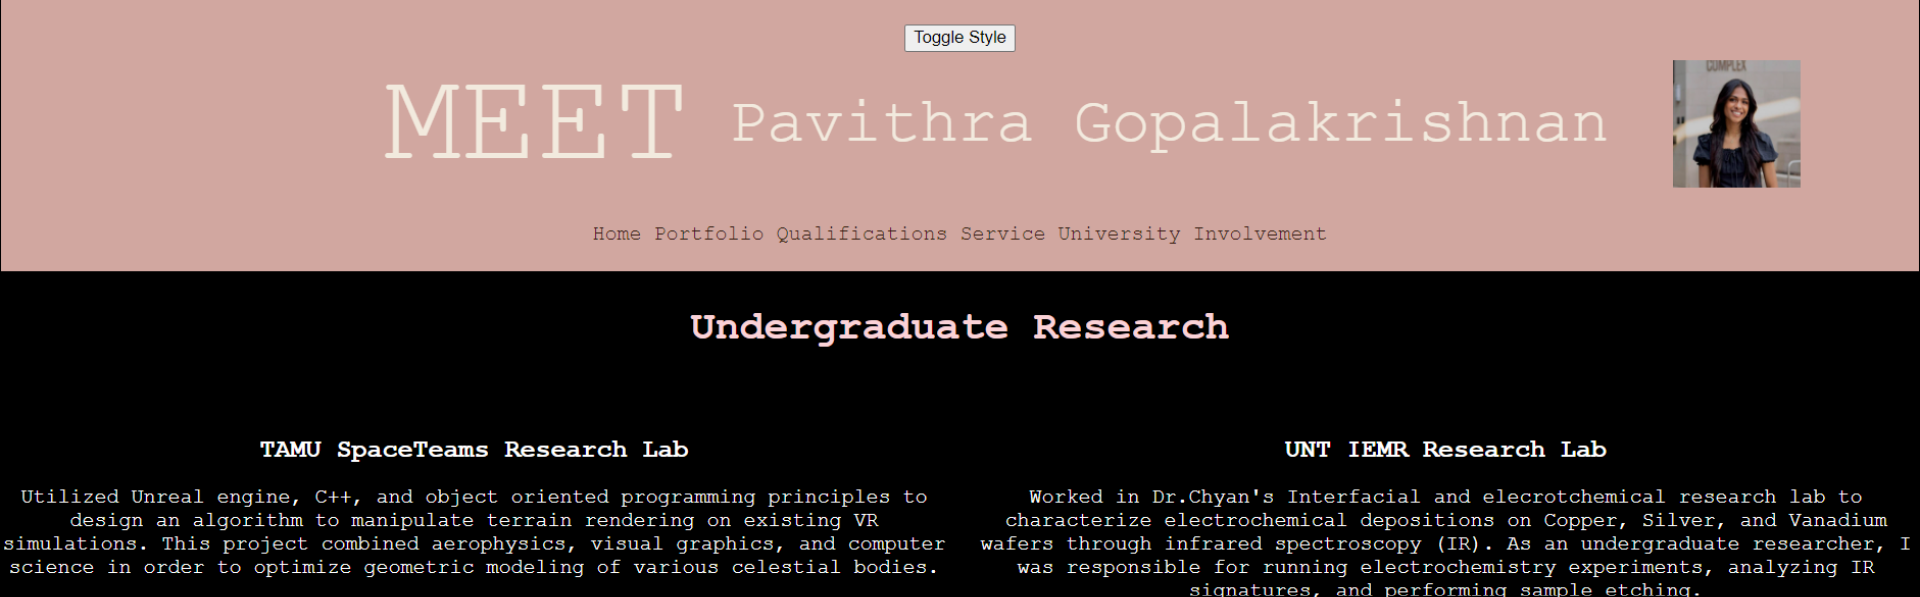 Toggle Style
COMPLEX
MEET Pavithra Gopalakrishnan
Home Portfolio Qualifications Service University Involvement
Undergraduate Research
TAMU SpaceTeams Research Lab
Utilized Unreal engine, C++, and object oriented programming principles to
design an algorithm to manipulate terrain rendering on existing VR
simulations. This project combined aerophysics, visual graphics, and computer
science in order to optimize geometric modeling of various celestial bodies.
UNT IEMR Research Lab
Worked in Dr.Chyan's Interfacial and elecrotchemical research lab to
characterize electrochemical depositions on Copper, Silver, and Vanadium
wafers through infrared spectroscopy (IR). As an undergraduate researcher, I
was responsible for running electrochemistry experiments, analyzing IR
signatures, and performing sample etching.